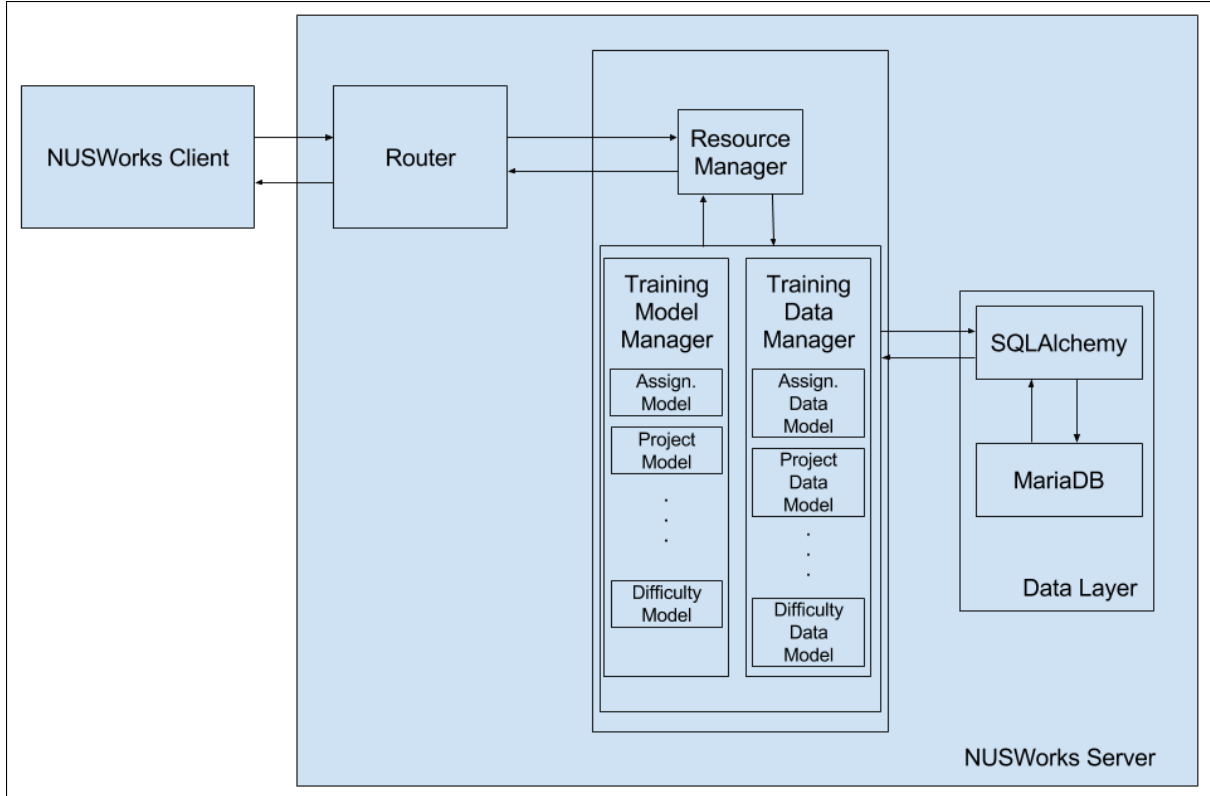 NUSWorks Client
Router
Resource
Manager
Training
Model
Manager
Assign.
Model
Project
Model
.
.
.
Difficulty
Model
Training
Data
Manager
Assign.
Data
Model
Project
Data
Model
.
.
.
Difficulty
Data
Model
SQLAlchemy
MariaDB
Data Layer
NUSWorks Server